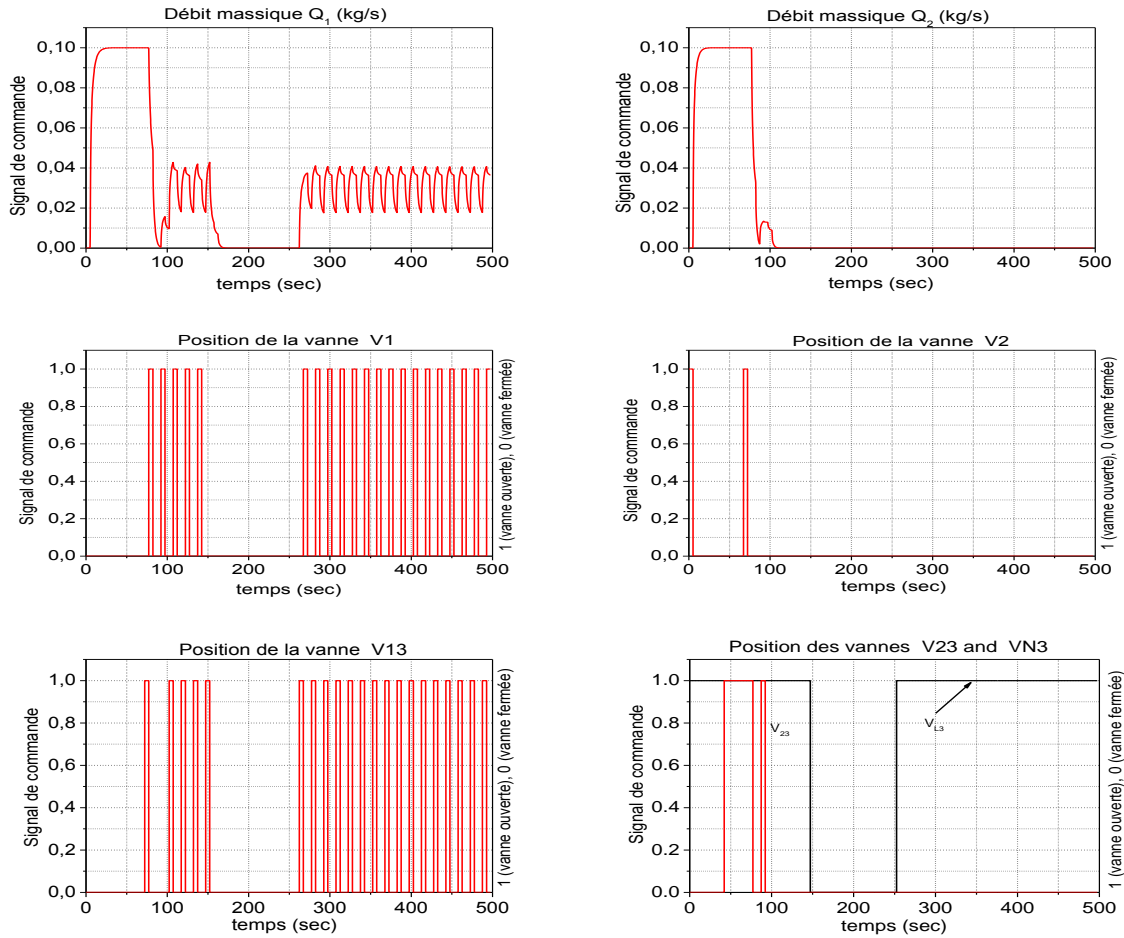 Débit massique Q1 (kg/s)
Signal de commande
0,10
0,08
0,06
0,04
0,02
0,00
0 100 200 300 400 500
temps (sec)
Débit massique Q2 (kg/s)
Signal de commande
0,10
0,08
0,06
0,04
0,02
0,00
0 100 200 300 400 500
temps (sec)
Position de la vanne V1
Signal de commande
1,0
0,8
0,6
0,4
0,2
0,0
0 100 200 300 400 500
temps (sec)
1 (vanne ouverte), 0 (vanne fermée)
Position de la vanne V2
Signal de commande
1,0
0,8
0,6
0,4
0,2
0,0
0 100 200 300 400 500
temps (sec)
1 (vanne ouverte), 0 (vanne fermée)
Position de la vanne V13
Signal de commande
1,0
0,8
0,6
0,4
0,2
0,0
0 100 200 300 400 500
temps (sec)
1 (vanne ouverte), 0 (vanne fermée)
Position des vannes V23 and VN3
Signal de commande
1.0
0.8
0.6
0.4
0.2
0.0
V23
VL3
0 100 200 300 400 500
temps (sec)
1 (vanne ouverte), 0 (vanne fermée)